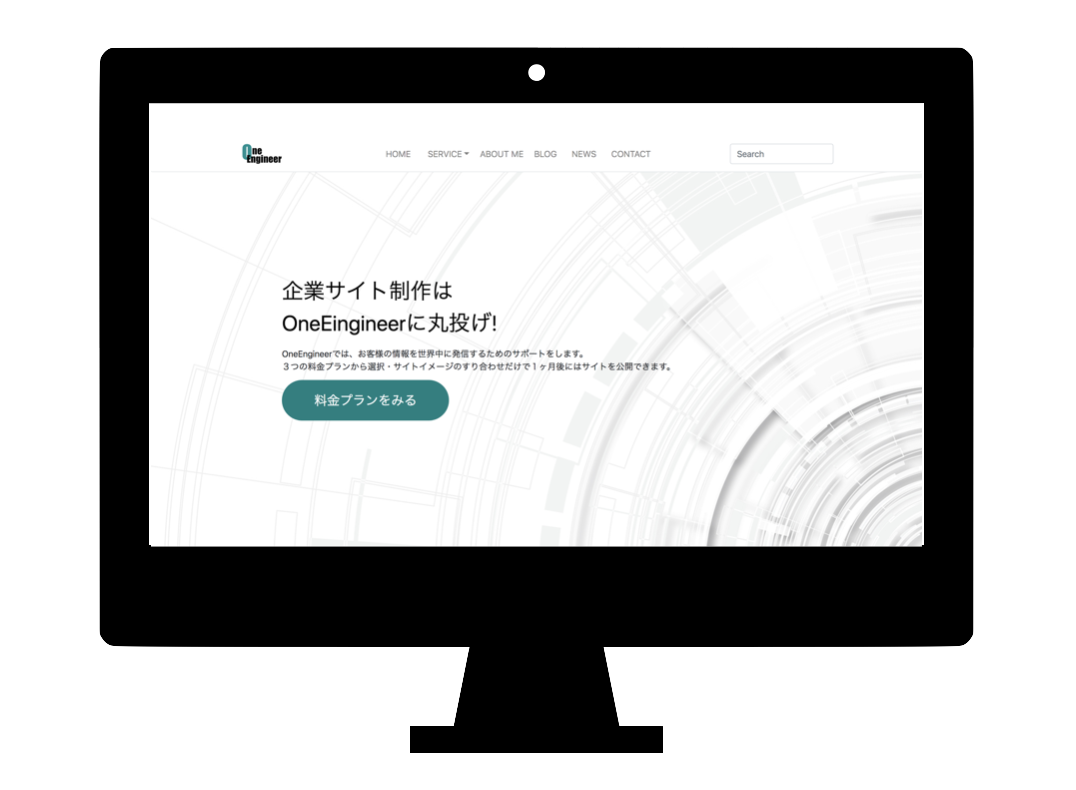 One
Engineer
HOME SERVICE ABOUT ME BLOG NEWS CONTACT
Search
企業サイト制作は
OneEingineerに丸投げ!
OneEngineerでは、お客様の情報を世界中に発信するためのサポートをします。
３つの料金プランから選択・サイトイメージのすり合わせだけで１ヶ月後にはサイトを公開できます。
料金プランをみる